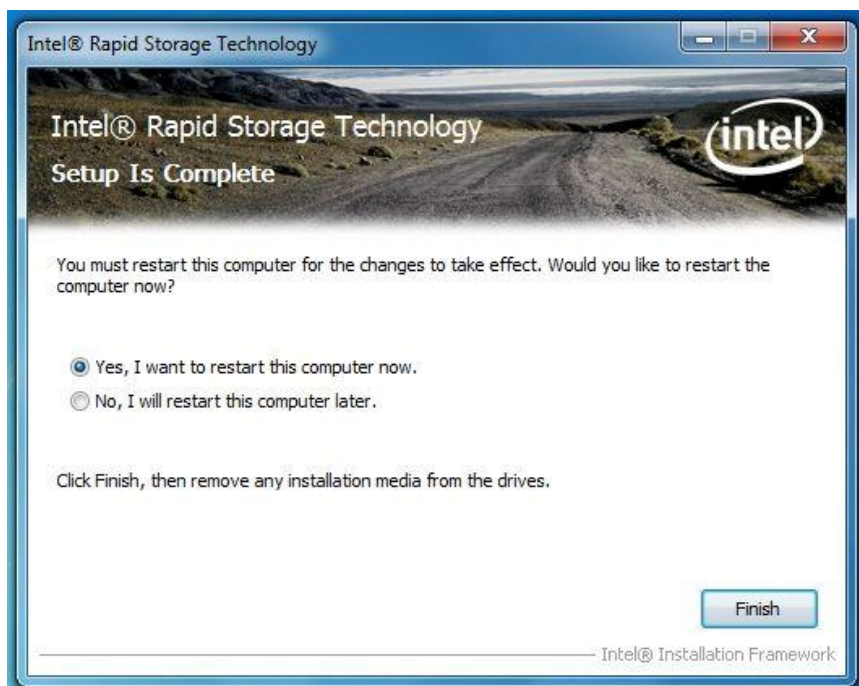 Intel® Rapid Storage Technology
Intel® Rapid Storage Technology
Setup Is Complete
intel
You must restart this computer for the changes to take effect. Would you like to restart the
computer now?
Yes, I want to restart this computer now.
No, I will restart this computer later.
Click Finish, then remove any installation media from the drives.
Finish
Intel® Installation Framework